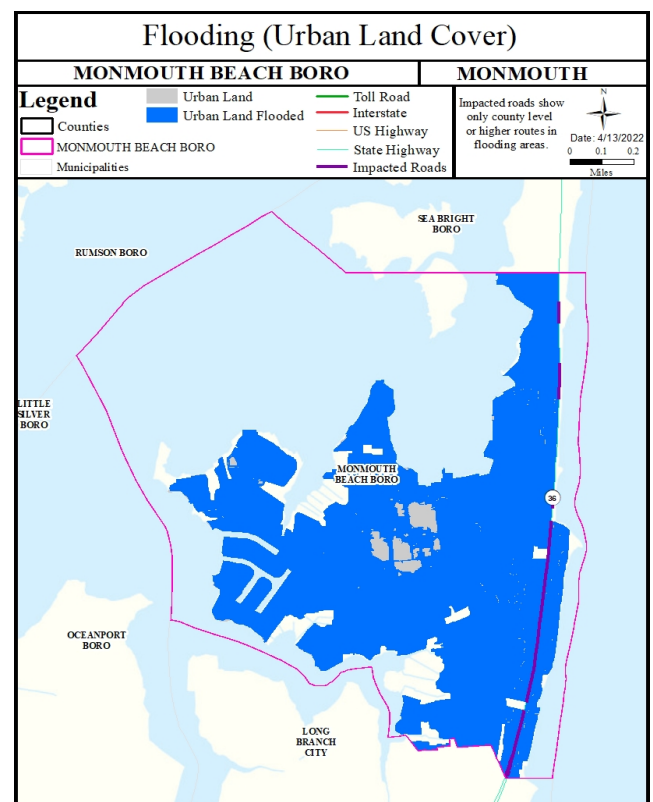 Flooding (Urban Land Cover)
MONMOUTH BEACH BORO
MONMOUTH
Legend
Counties
MONMOUTH BEACH BORO
Municipalities
Urban Land
Urban Land Flooded
Toll Road
Interstate
US Highway
State Highway
Impacted Roads
Impacted roads show
only county level
or higher routes in
flooding areas.
N
Date: 4/13/2022
0 0.1 0.2
Miles
SEA BRIGHT
BORO
RUMSON BORO
LITTLE
SILVER
BORO
MONMOUTH
BEACH BORO
36
OCEANPORT
BORO
LONG
BRANCH
CITY